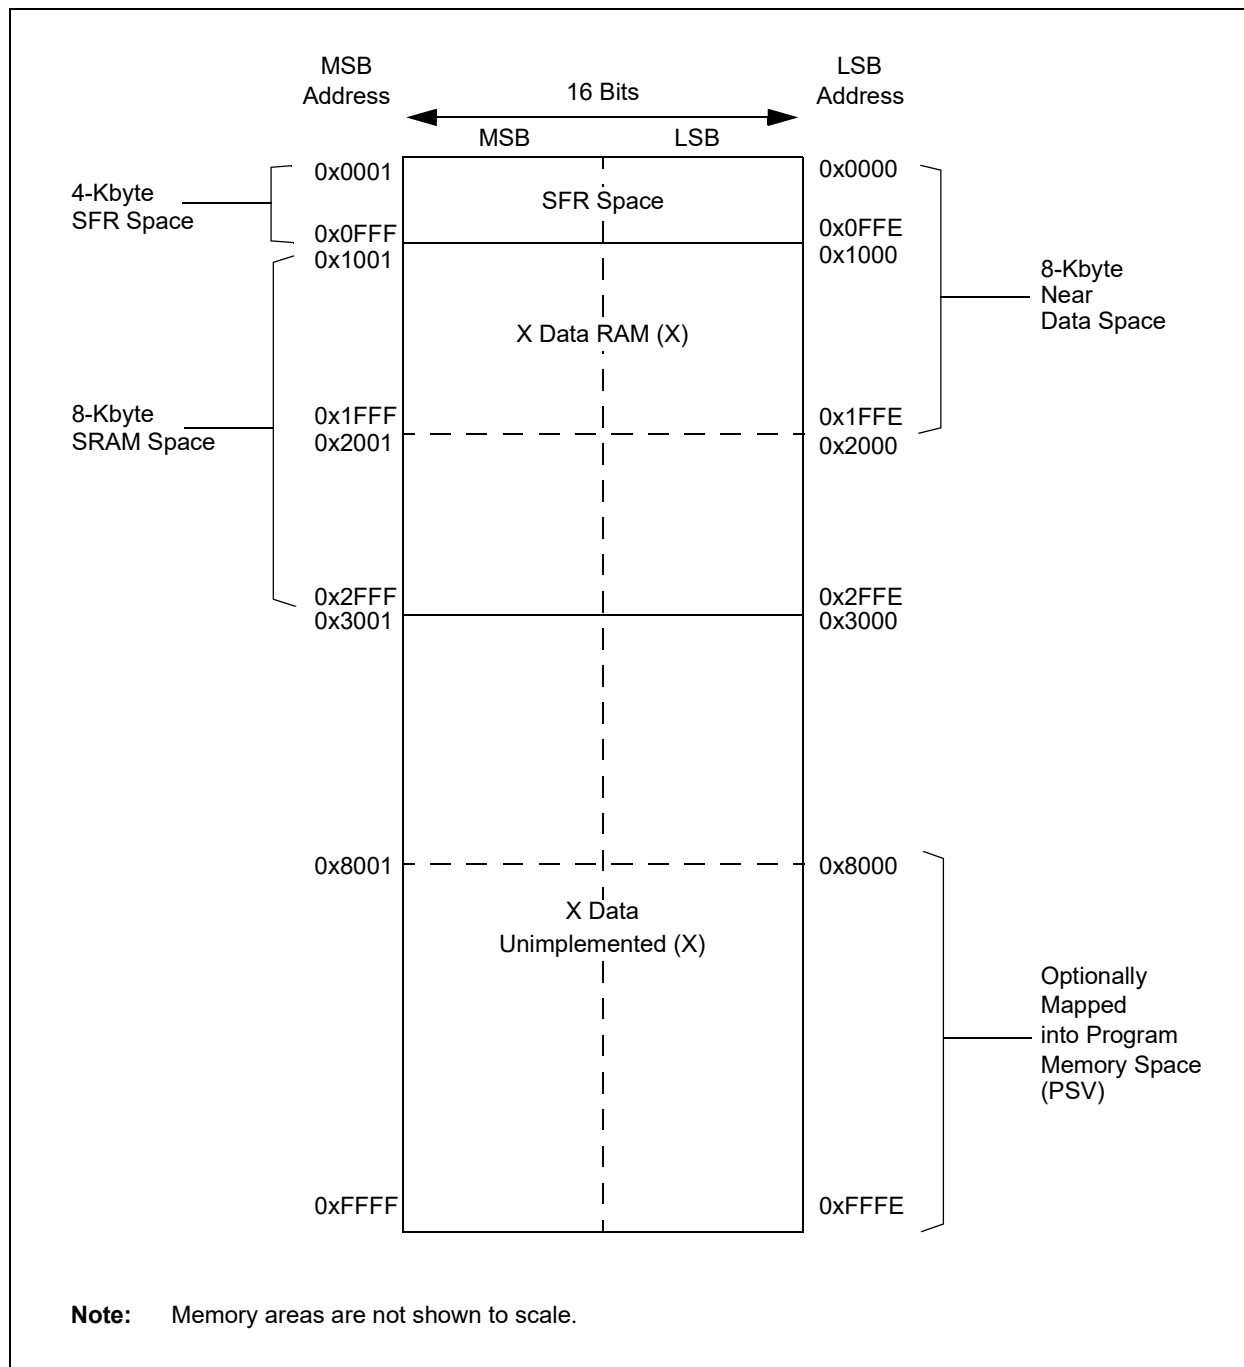 MSB
Address
16 Bits
LSB
Address
MSB
LSB
0x0001
0x0000
4-Kbyte
SFR Space
SFR Space
0x0FFF
0x0FFE
0x1001
0x1000
8-Kbyte
Near
Data Space
X Data RAM (X)
8-Kbyte
SRAM Space
0x1FFF
0x1FFE
0x2001
0x2000
0x2FFF
0x2FFE
0x3001
0x3000
0x8001
0x8000
X Data
Unimplemented (X)
Optionally
Mapped
into Program
Memory Space
(PSV)
0xFFFF
0xFFFE
Note: Memory areas are not shown to scale.